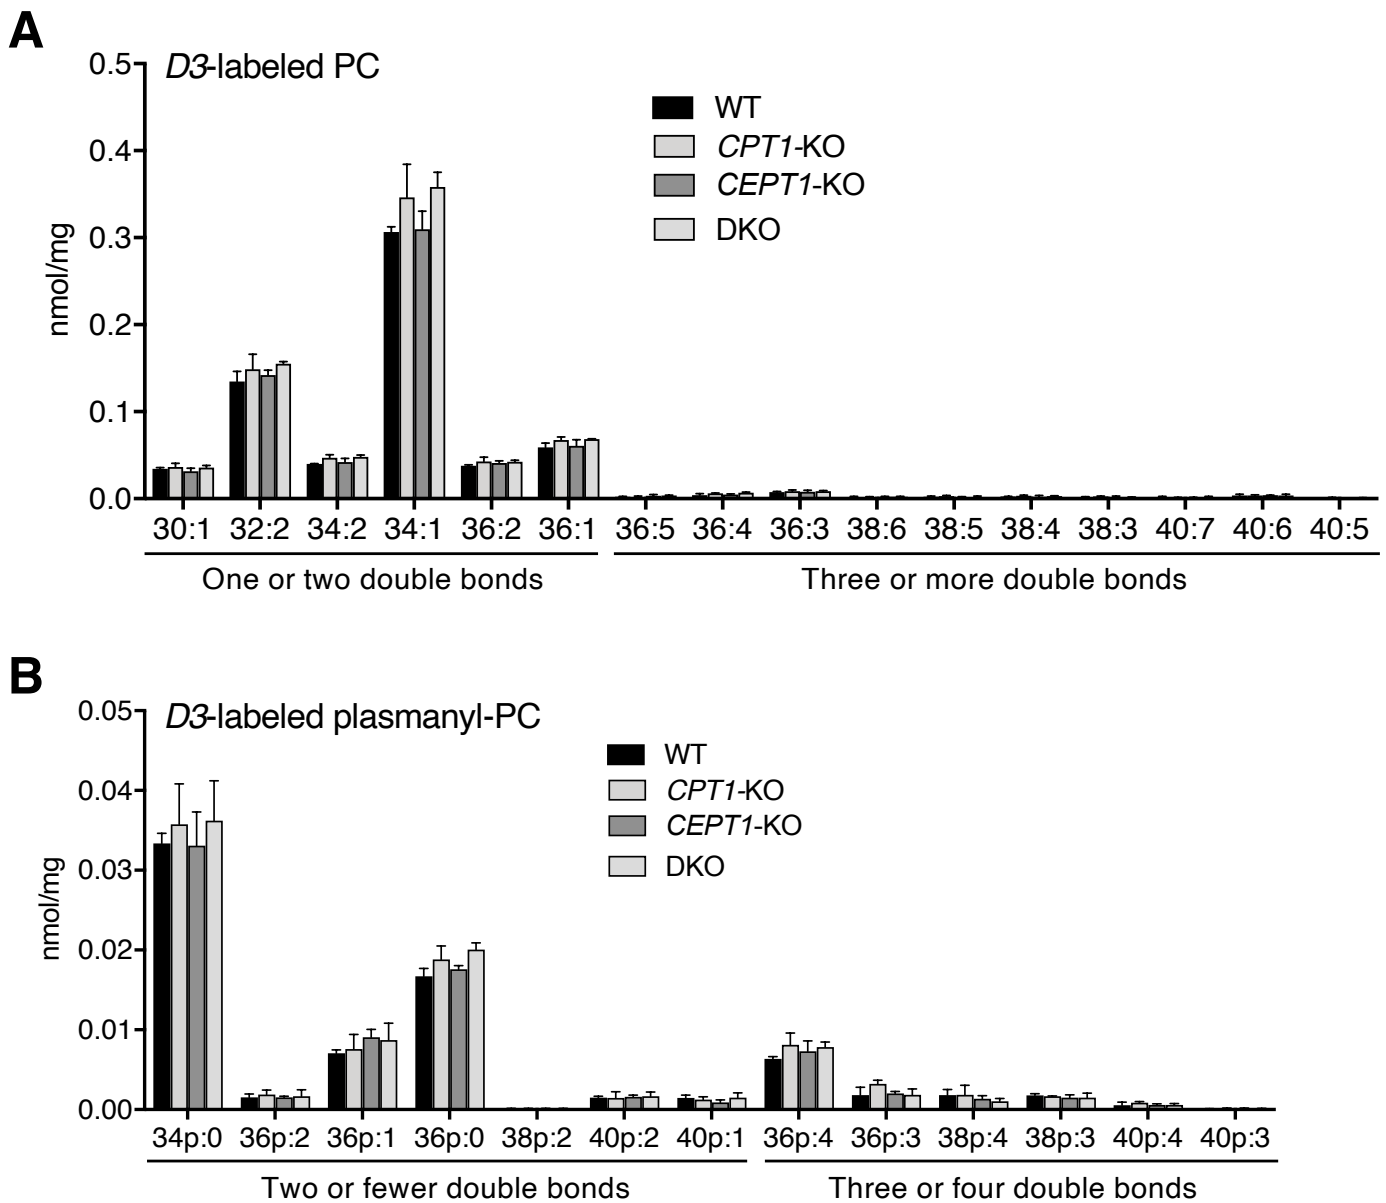 A
D3-labeled PC
0.5
0.4
0.3
0.2
0.1
0.0
nmol/mg
WT
CPT1-KO
CEPT1-KO
DKO
30:1 32:2 34:2 34:1 36:2 36:1 36:5 36:4 36:3 38:6 38:5 38:4 38:3 40:7 40:6 40:5
One or two double bonds Three or more double bonds
B
D3-labeled plasmanyl-PC
0.05
0.04
0.03
0.02
0.01
0.00
nmol/mg
WT
CPT1-KO
CEPT1-KO
DKO
34p:0 36p:2 36p:1 36p:0 38p:2 40p:2 40p:1 36p:4 36p:3 38p:4 38p:3 40p:4 40p:3
Two or fewer double bonds Three or four double bonds